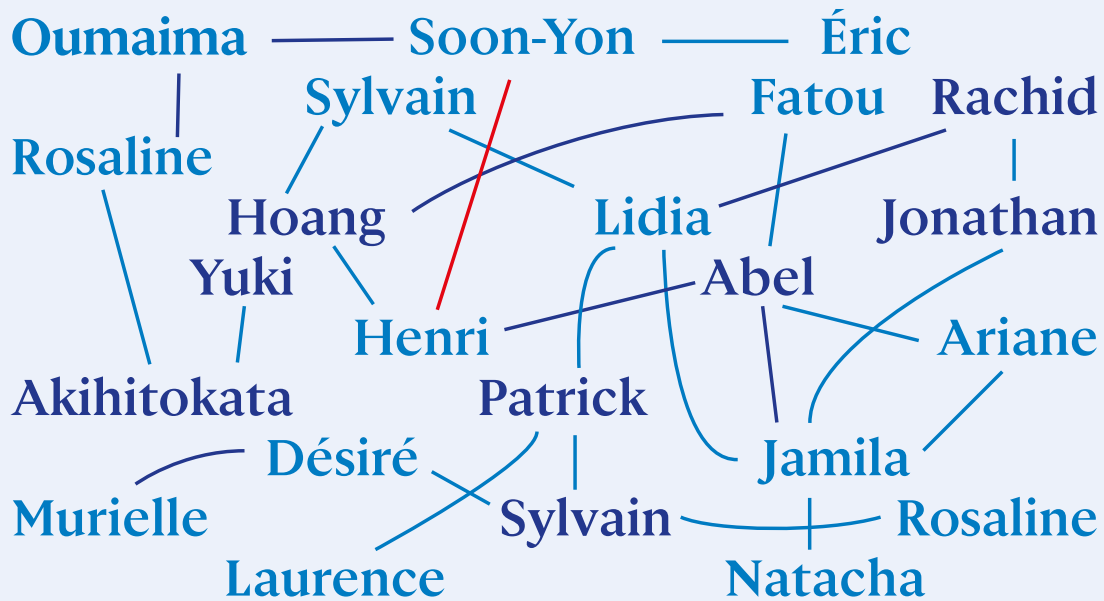 Oumaima Soon-Yon Éric
Sylvain Fatou Rachid
Rosaline
Hoang Lidia Jonathan
Yuki Abel
Henri Ariane
Akihitokata Patrick
Désiré Jamila
Murielle Sylvain Rosaline
Laurence Natacha